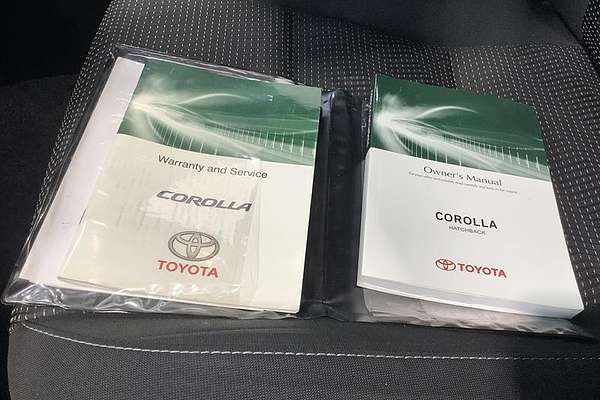 Warranty and Service
COROLLA
TOYOTA
Owner's Manual
COROLLA
HATCHBACK
TOYOTA